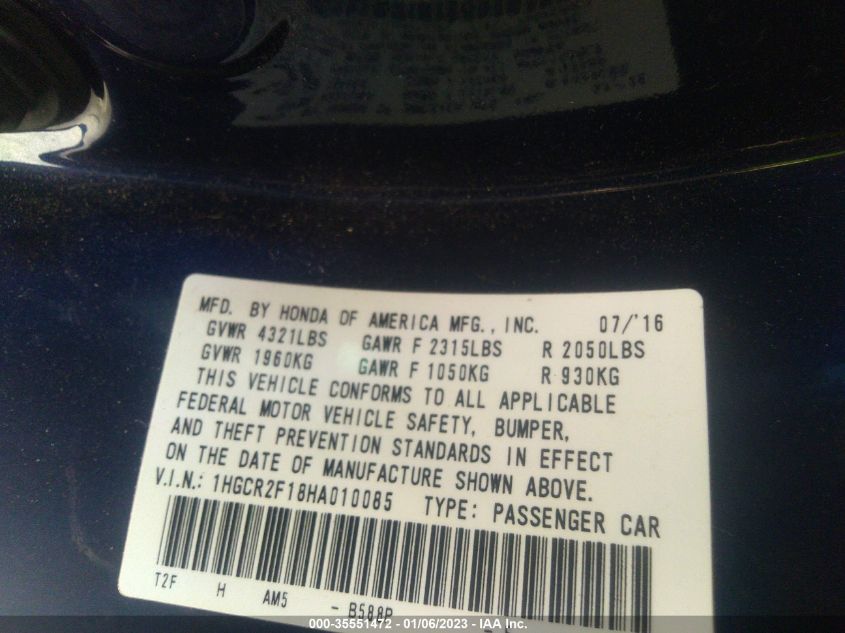 MFD. BY HONDA OF AMERICA MFG., INC. 07/'16
GVWR 4321LBS GAWR F 2315LBS R 2050LBS
GVWR 1960KG GAWR F 1050KG R 930KG
THIS VEHICLE CONFORMS TO ALL APPLICABLE
FEDERAL MOTOR VEHICLE SAFETY, BUMPER,
AND THEFT PREVENTION STANDARDS IN EFFECT
ON THE DATE OF MANUFACTURE SHOWN ABOVE.
V.I.N.: 1HGCR2F18HA010085 TYPE: PASSENGER CAR
T2F H AM5 - B588P
000-35551472 - 01/06/2023 - IAA Inc.